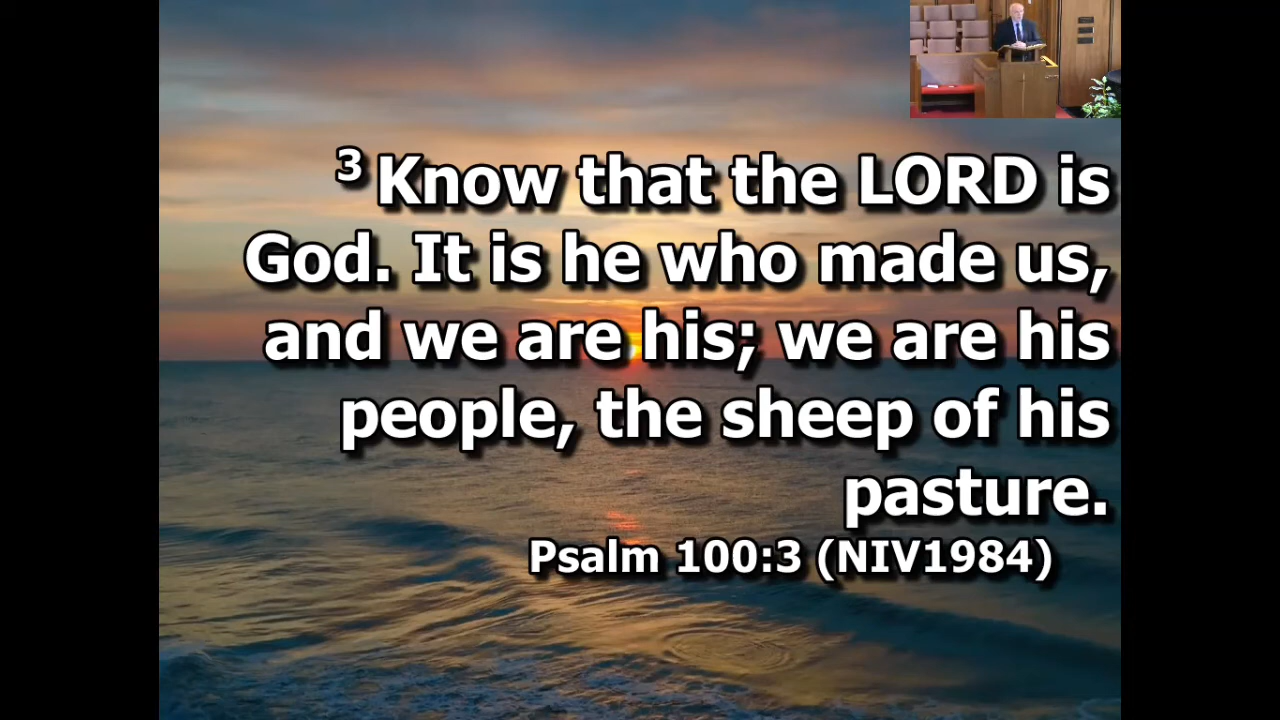 3 Know that the LORD is
God. It is he who made us,
and we are his; we are his
people, the sheep of his
pasture.
Psalm 100:3 (NIV1984)